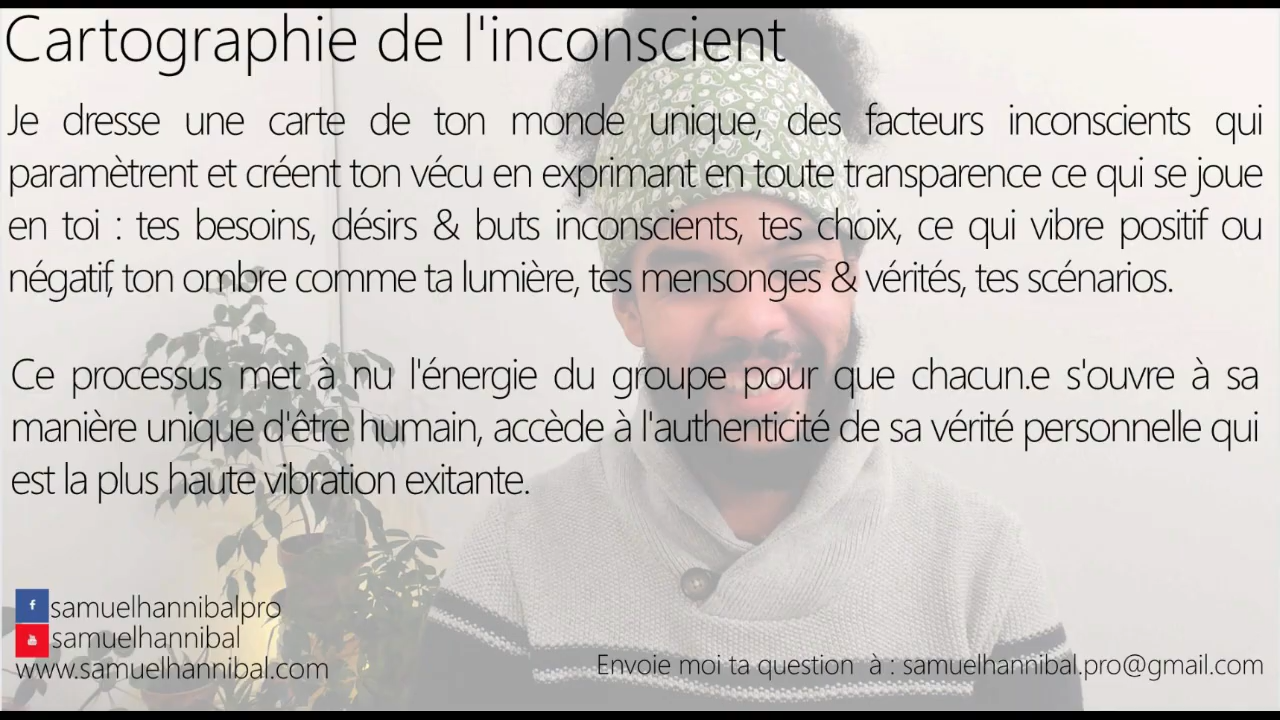 Cartographie de l'inconscient
Je dresse une carte de ton monde unique, des facteurs inconscients qui
paramètrent et créent ton vécu en exprimant en toute transparence ce qui se joue
en toi : tes besoins, désirs & buts inconscients, tes choix, ce qui vibre positif ou
négatif, ton ombre comme ta lumière, tes mensonges & vérités, tes scénarios.
Ce processus met à nu l'énergie du groupe pour que chacun.e s'ouvre à sa
manière unique d'être humain, accède à l'authenticité de sa vérité personnelle qui
est la plus haute vibration exitante.
samuelhannibalpro
samuelhannibal
www.samuelhannibal.com
Envoie moi ta question à : samuelhannibal.pro@gmail.com